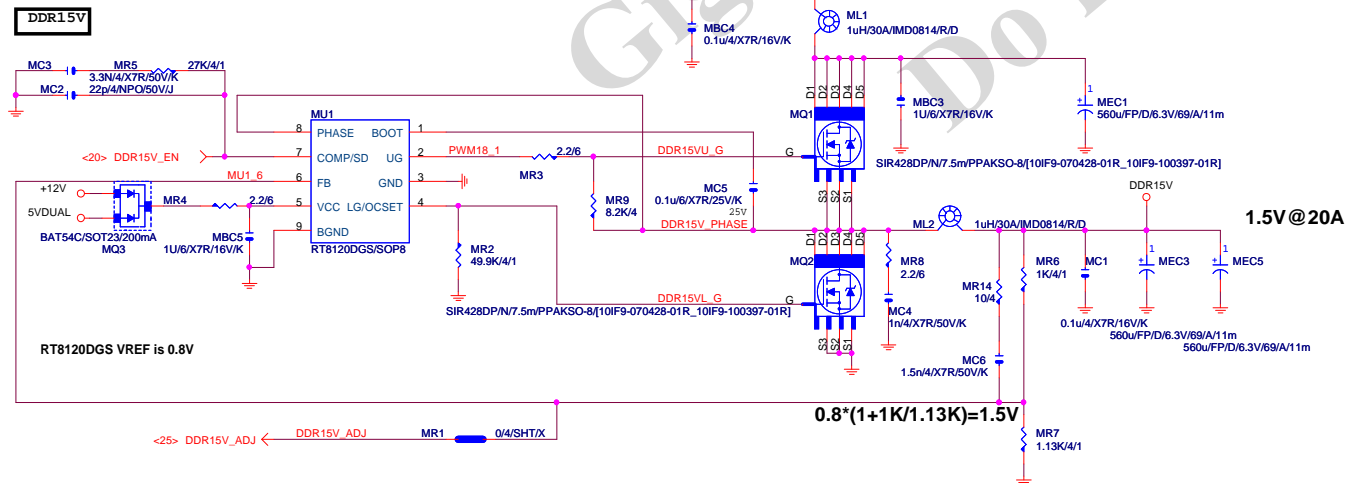 DDR15V
MBC4
0.1u/4/X7R/16V/K
ML1
1uH/30A/IMD0814/R/D
MC3
MR5
27K/4/1
3.3N/4/X7R/50V/K
MC2
22p/4/NPO/50V/J
D1
D2
D3
D4
D5
MBC3
1U/6/X7R/16V/K
1
+
MEC1
560u/FP/D/6.3V/69/A/11m
MQ1
G
S3
S2
S1
SIR428DP/N/7.5m/PPAKSO-8/[10IF9-070428-01R_10IF9-100397-01R]
MU1
8
PHASE
BOOT
1
<20> DDR15V_EN
7
COMP/SD
UG
2
PWM18_1
2.2/6
MR3
DDR15VU_G
MU1_6
6
FB
GND
3
+12V
5VDUAL
MR4
2.2/6
5
VCC
LG/OCSET
4
BAT54C/SOT23/200mA
MQ3
MBC5
1U/6/X7R/16V/K
9
BGND
RT8120DGS/SOP8
MR9
8.2K/4
MC5
0.1u/6/X7R/25V/K
25V
DDR15V_PHASE
DDR15V
1.5V@20A
ML2
1uH/30A/IMD0814/R/D
MR2
49.9K/4/1
D1
D2
D3
D4
D5
MQ2
G
S3
S2
S1
DDR15VL_G
SIR428DP/N/7.5m/PPAKSO-8/[10IF9-070428-01R_10IF9-100397-01R]
MR8
2.2/6
MC4
1n/4/X7R/50V/K
MR14
10/4
MR6
1K/4/1
MC1
0.1u/4/X7R/16V/K
1
+
MEC3
560u/FP/D/6.3V/69/A/11m
1
+
MEC5
560u/FP/D/6.3V/69/A/11m
MC6
1.5n/4/X7R/50V/K
RT8120DGS VREF is 0.8V
0.8*(1+1K/1.13K)=1.5V
<25> DDR15V_ADJ
DDR15V_ADJ
MR1
0/4/SHT/X
MR7
1.13K/4/1
Gig
Do